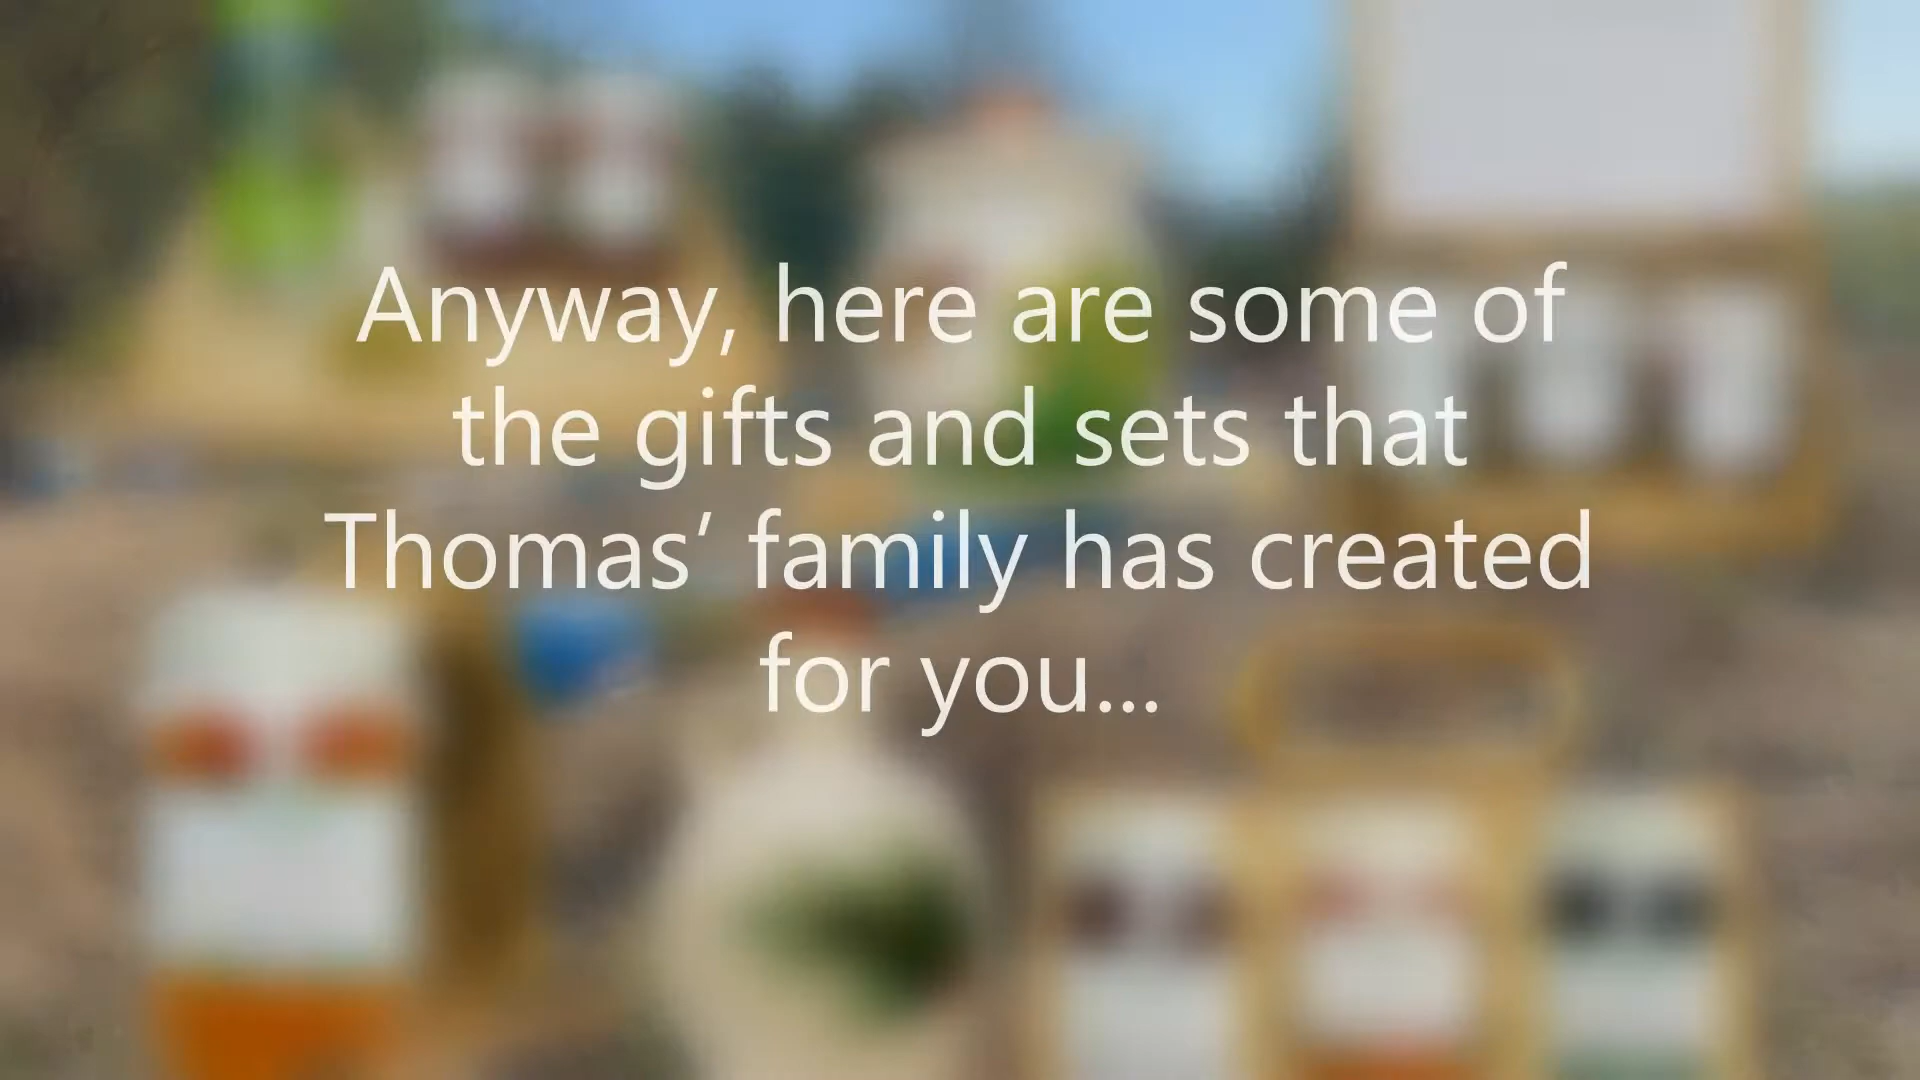 Anyway, here are some of
the gifts and sets that
Thomas’ family has created
for you...